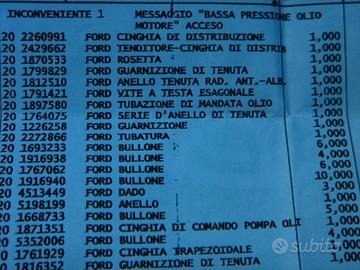 INCONVENIENTE 1 MESSAGGIO "BASSA PRESSIONE OLIO
MOTORE" ACCESO
20 2260991 FORD CINGHIA DI DISTRIBUZIONE 1,000
20 2429662 FORD TENDITORE-CINGHIA DI DISTRIB 1,000
20 1870533 FORD ROSETTA 1,000
20 1799829 FORD GUARNIZIONE DI TENUTA 1,000
20 1812510 FORD ANELLO TENUTA RAD. ANT.-ALB. 1,000
20 1791421 FORD VITE A TESTA ESAGONALE 1,000
20 1897580 FORD TUBAZIONE DI MANDATA OLIO 1,000
20 1764075 FORD SERIE D'ANELLO DI TENUTA 1,000
20 1226258 FORD GUARNIZIONE 1,000
20 2272866 FORD TUBATURA 1,000
20 1693233 FORD BULLONE 6,000
20 1916938 FORD BULLONE 4,000
20 1767062 FORD BULLONE 6,000
20 1916940 FORD BULLONE 10,000
20 4513449 FORD DADO 3,000
20 5198199 FORD ANELLO 1,000
20 1668733 FORD BULLONE 5,000
20 1871351 FORD CINGHIA DI COMANDO POMPA OLI 1,000
20 5352006 FORD BULLONE
20 1761929 FORD CINGHIA TRAPEZOIDALE
20 1816352 FORD GUARNIZIONE DI TENUTA 1,000
subito